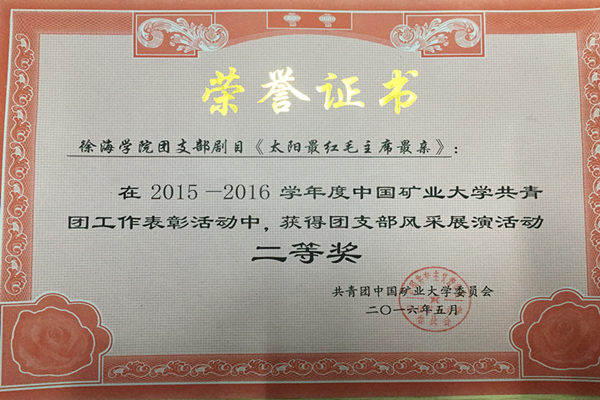 荣誉证书
徐海学院团支部剧目《太阳最红毛主席最亲》:
在 2015-2016 学年度中国矿业大学共青
团工作表彰活动中,获得团支部风采展演活动
二等奖
共青团中国矿业大学委员会
二〇一六年五月